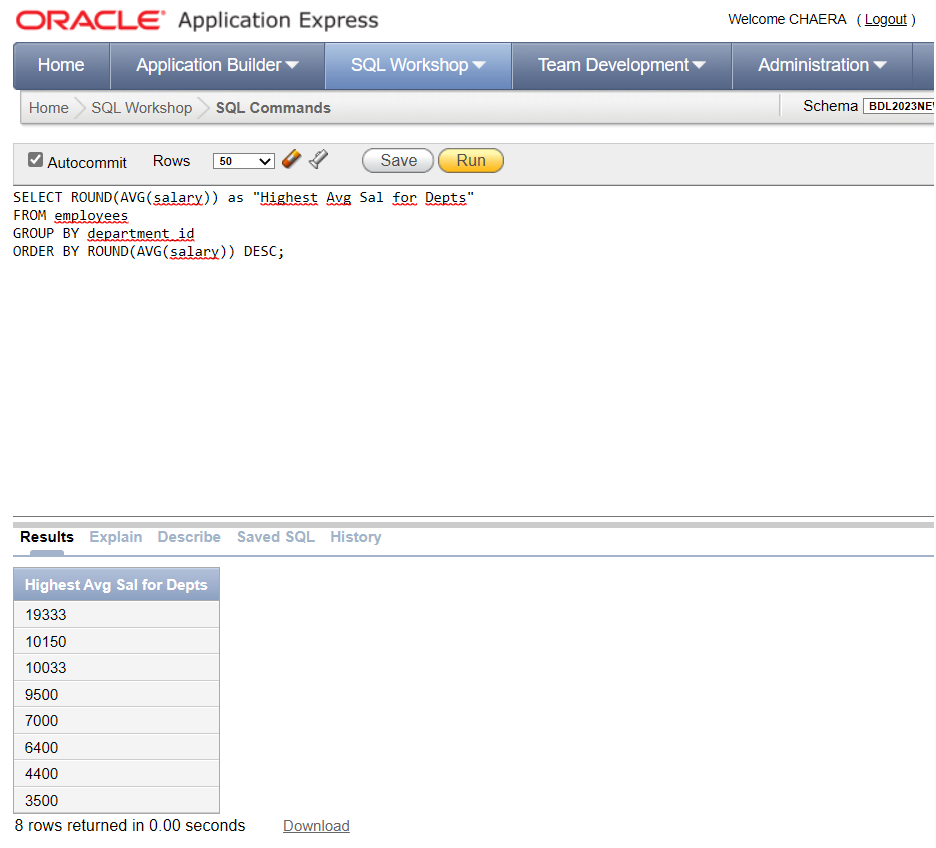 ORACLE® Application Express
Welcome CHAERA ( Logout )
Home Application Builder SQL Workshop Team Development Administration
Home SQL Workshop SQL Commands Schema BDL2023NE
Autocommit Rows 50 Save Run
SELECT ROUND(AVG(salary)) as "Highest Avg Sal for Depts"
FROM employees
GROUP BY department_id
ORDER BY ROUND(AVG(salary)) DESC;
Results Explain Describe Saved SQL History
Highest Avg Sal for Depts
19333
10150
10033
9500
7000
6400
4400
3500
8 rows returned in 0.00 seconds Download